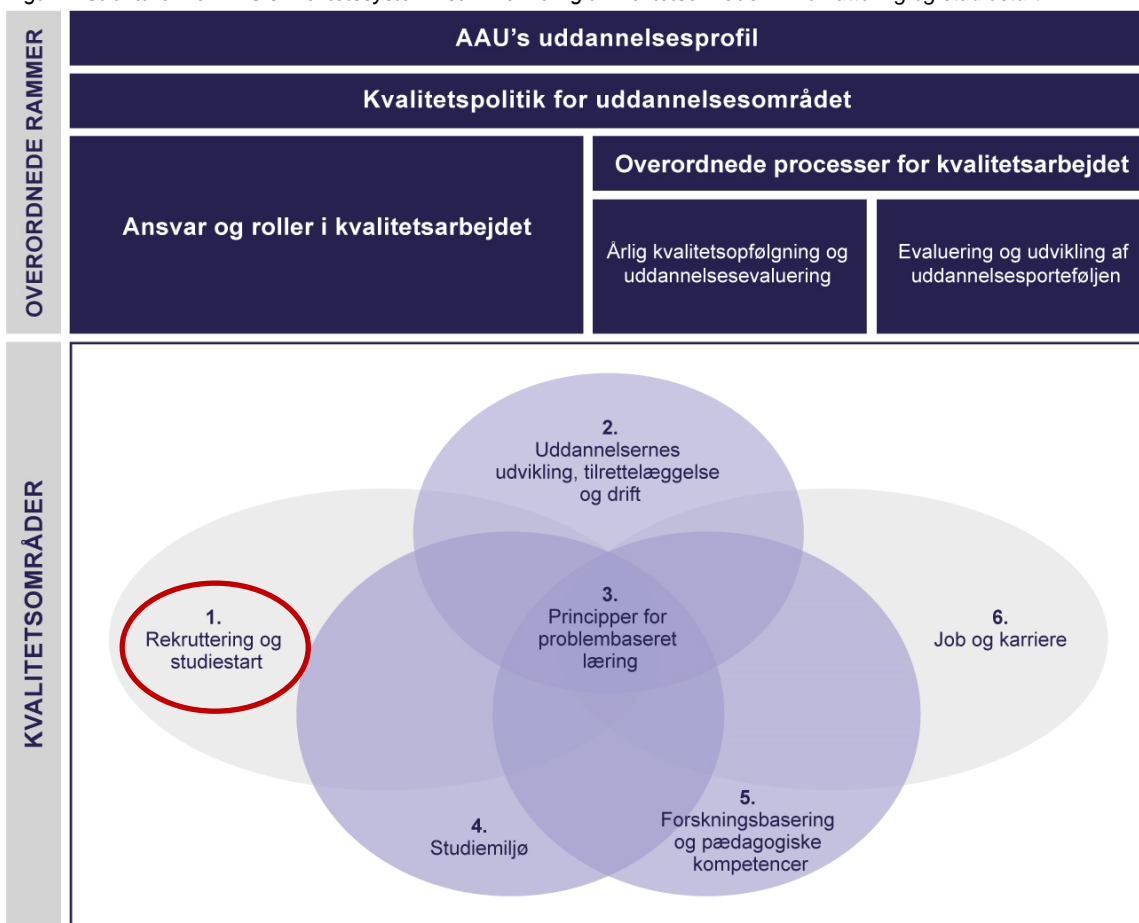 OVERORDNEDE RAMMER
AAU's uddannelsesprofil
Kvalitetspolitik for uddannelsesområdet
Ansvar og roller i kvalitetsarbejdet
Overordnede processer for kvalitetsarbejdet
Årlig kvalitetsopfølgning og
uddannelsesevaluering
Evaluering og udvikling af
uddannelsesporteføljen
KVALITETSOMRÅDER
1.
Rekruttering og
studiestart
2.
Uddannelsernes
udvikling, tilrettelæggelse
og drift
3.
Principper for
problembaseret
læring
4.
Studiemiljø
5.
Forskningsbasering
og pædagogiske
kompetencer
6.
Job og karriere